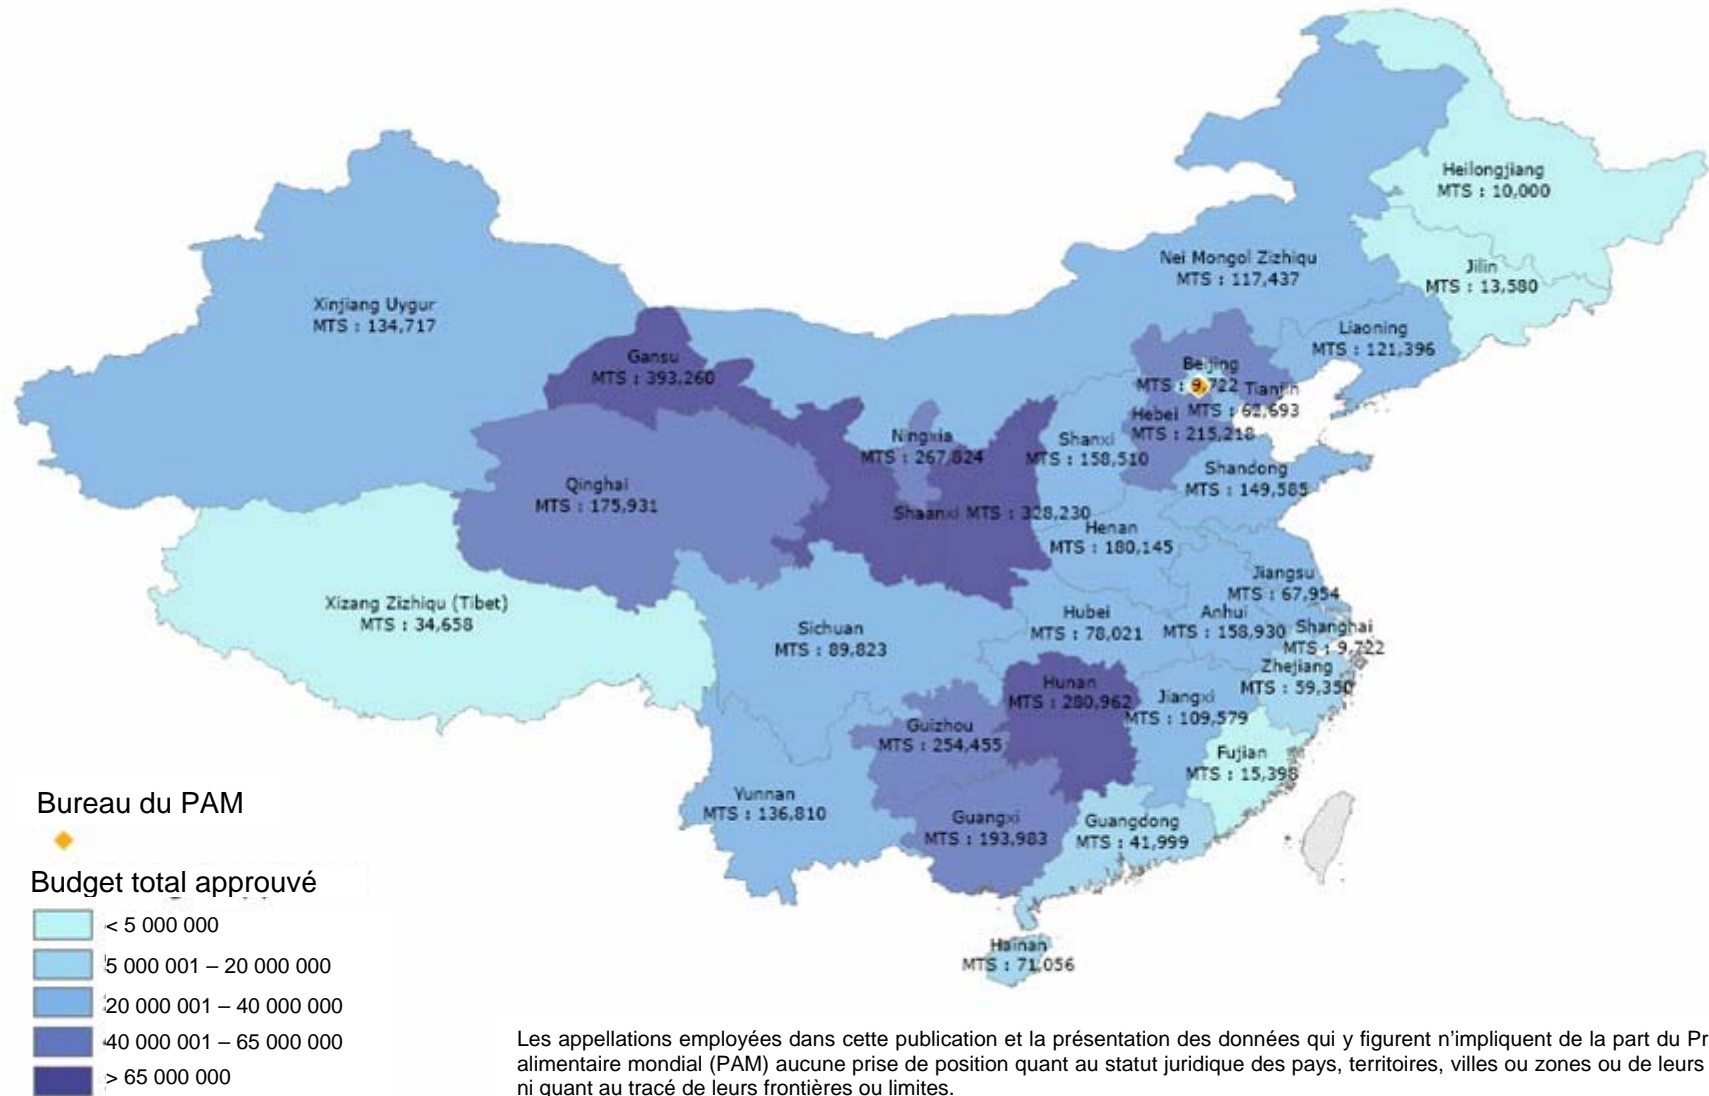 Heilongjiang
MTS : 10,000
Nei Mongol Zizhiqu
MTS : 117,437
Jilin
MTS : 13,580
Xinjiang Uygur
MTS : 134,717
Liaoning
MTS : 121,396
Gansu
MTS : 393,260
Beijing
MTS : 9,722
Tianjin
MTS : 62,693
Hebei
MTS : 215,218
Ningxia
MTS : 267,824
Shanxi
MTS : 158,510
Shandong
MTS : 149,585
Qinghai
MTS : 175,931
Shaanxi MTS : 328,230
Henan
MTS : 180,145
Jiangsu
MTS : 67,954
Xizang Zizhiqu (Tibet)
MTS : 34,658
Sichuan
MTS : 89,823
Hubei
MTS : 78,021
Anhui
MTS : 158,930
Shanghai
MTS : 9,722
Zhejiang
MTS : 59,350
Hunan
MTS : 280,962
Jiangxi
MTS : 109,579
Guizhou
MTS : 254,455
Fujian
MTS : 15,398
Yunnan
MTS : 136,810
Guangxi
MTS : 193,983
Guangdong
MTS : 41,999
Hainan
MTS : 71,056
Bureau du PAM
Budget total approuvé
< 5 000 000
5 000 001 – 20 000 000
20 000 001 – 40 000 000
40 000 001 – 65 000 000
> 65 000 000
Les appellations employées dans cette publication et la présentation des données qui y figurent n’impliquent de la part du Pr
alimentaire mondial (PAM) aucune prise de position quant au statut juridique des pays, territoires, villes ou zones ou de leurs
ni quant au tracé de leurs frontières ou limites.